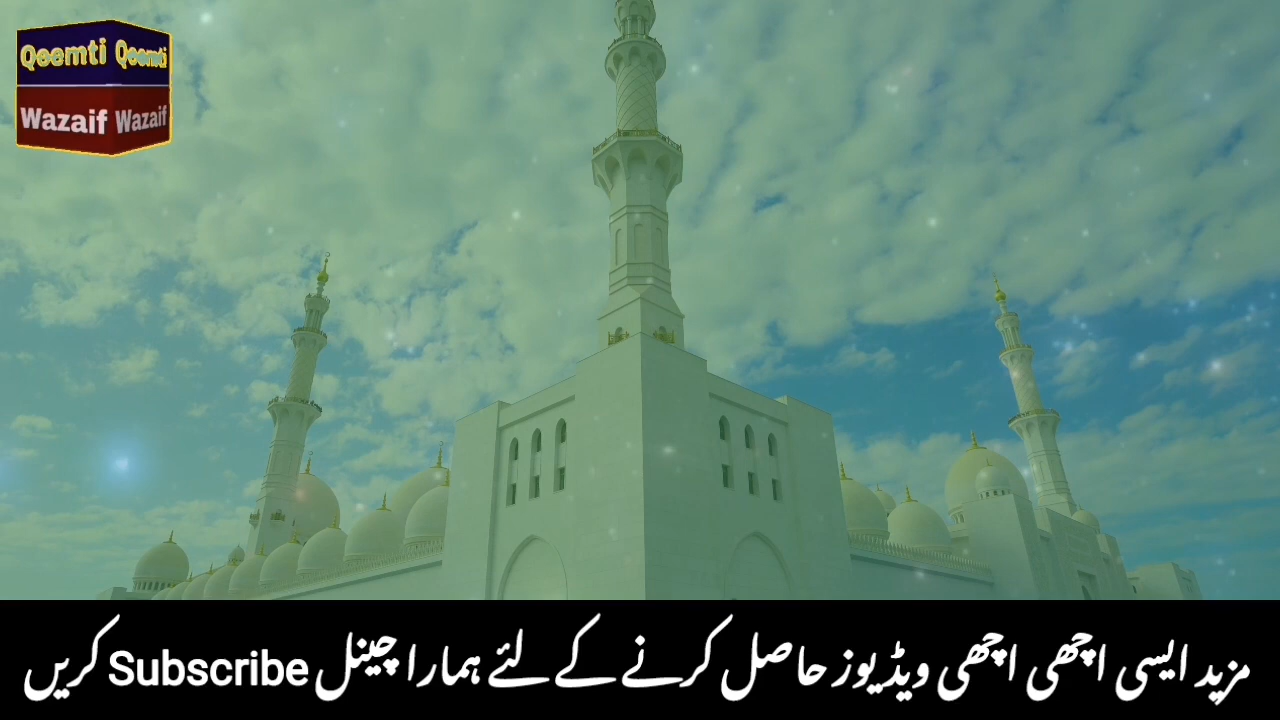 Qeemti Qeemti
Wazaif Wazaif
مزید ایسی اچھی اچھی ویڈیوز حاصل کرنے کے لئے ہمارا چینل Subscribe کریں